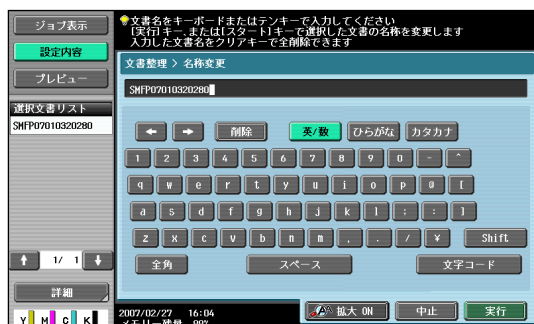 ジョブ表示
設定内容
プレビュー
選択文書リスト
SMFP07010320280
1/ 1
詳細
Y M C K
文書名をキーボードまたはテンキーで入力してください
[実行]キー、または[スタート]キーで選択した文書の名称を変更します
入力した文書名をクリアキーで全削除できます
文書整理 > 名称変更
SMFP07010320280
← → 削除 英/数 ひらがな カタカナ
1 2 3 4 5 6 7 8 9 0 - ^
q w e r t y u i o p @ [
a s d f g h j k l ; : ]
z x c v b n m , . / ¥ Shift
全角 スペース 文字コード
2007/02/27 16:04
メモリー残量 99%
拡大 ON 中止 実行